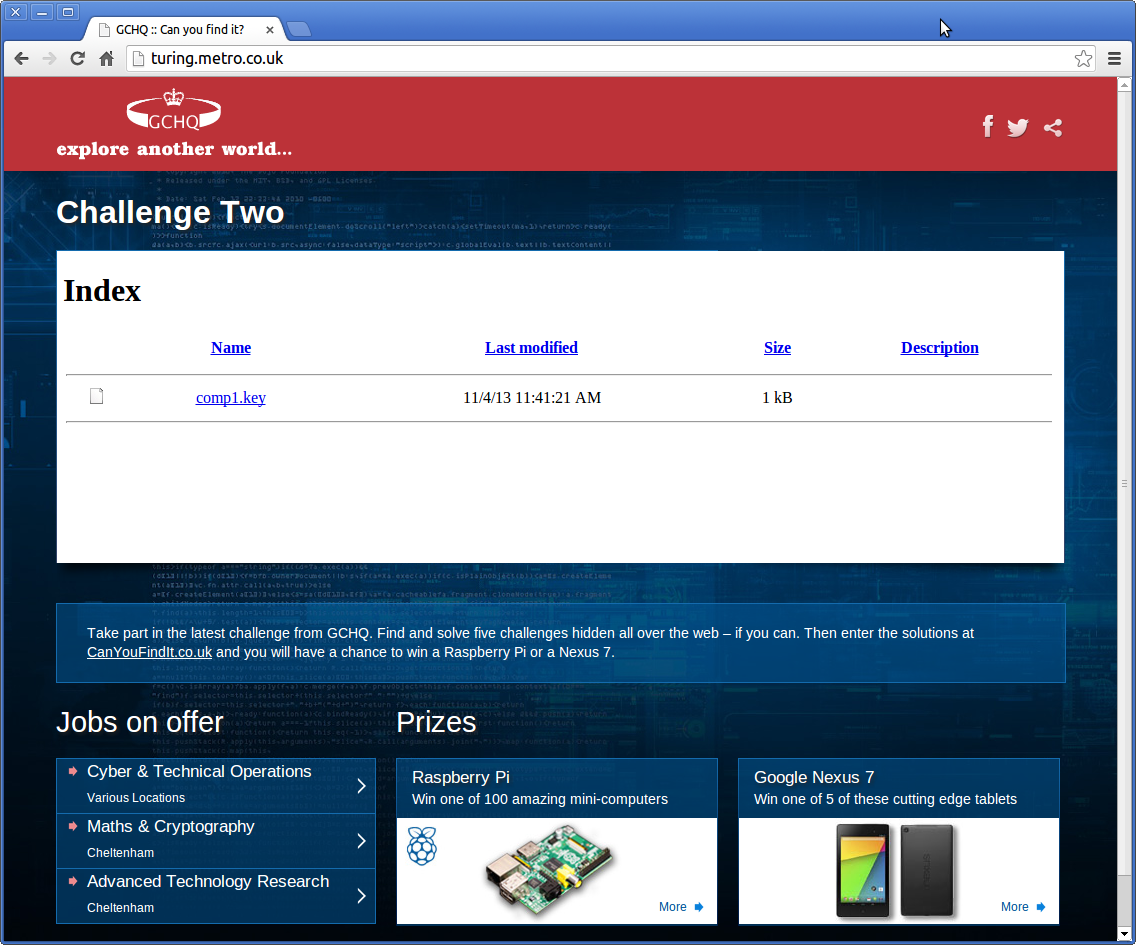 GCHQ :: Can you find it?
turing.metro.co.uk
GCHQ
explore another world...
Challenge Two
Index
Name Last modified Size Description
comp1.key 11/4/13 11:41:21 AM 1 kB
Take part in the latest challenge from GCHQ. Find and solve five challenges hidden all over the web – if you can. Then enter the solutions at
CanYouFindIt.co.uk and you will have a chance to win a Raspberry Pi or a Nexus 7.
Jobs on offer
Cyber & Technical Operations
Various Locations
Maths & Cryptography
Cheltenham
Advanced Technology Research
Cheltenham
Prizes
Raspberry Pi
Win one of 100 amazing mini-computers
More
Google Nexus 7
Win one of 5 of these cutting edge tablets
nexus
More